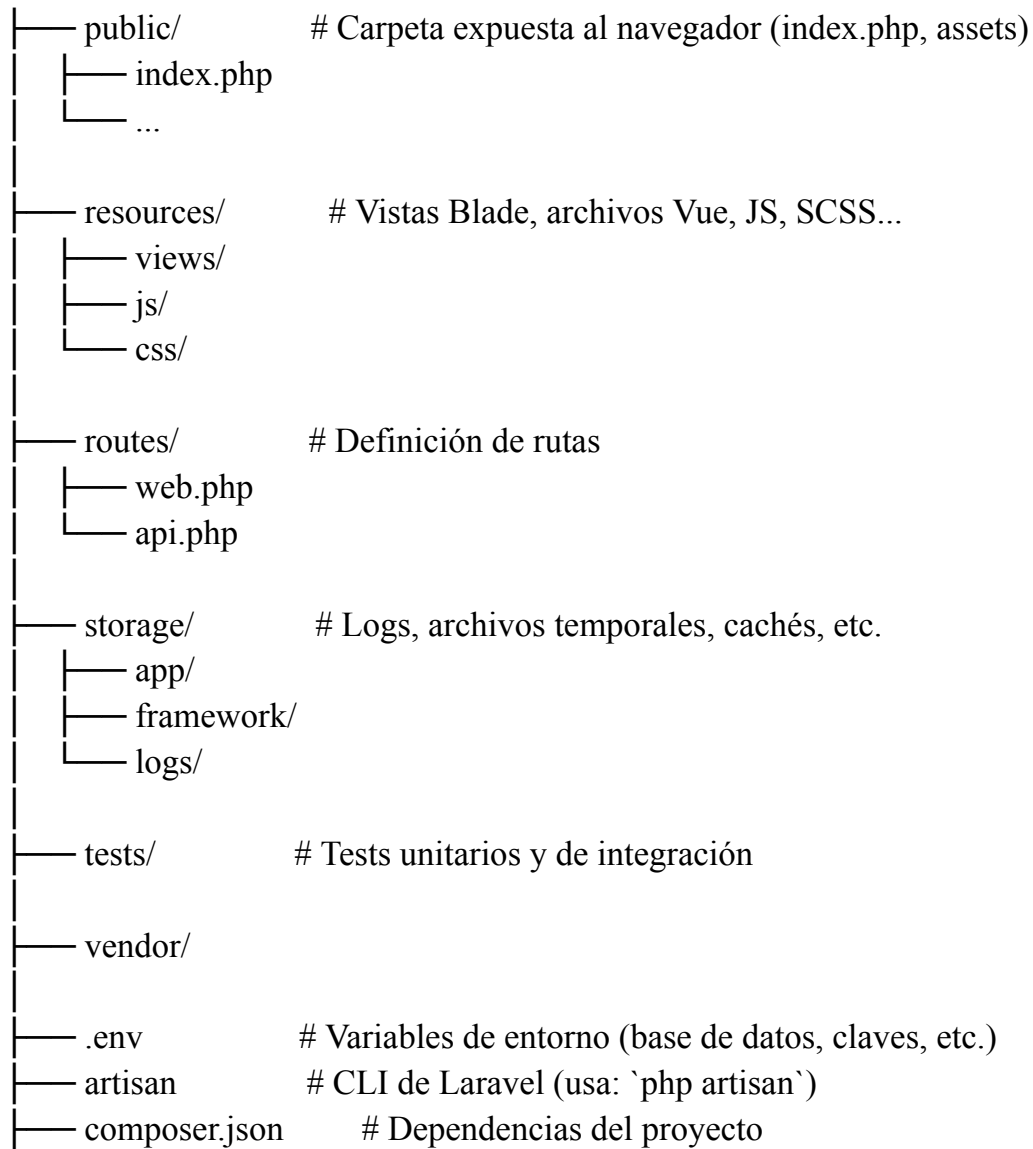 ├── public/ # Carpeta expuesta al navegador (index.php, assets)
│ ├── index.php
│ └── ...
│
├── resources/ # Vistas Blade, archivos Vue, JS, SCSS...
│ ├── views/
│ ├── js/
│ └── css/
│
├── routes/ # Definición de rutas
│ ├── web.php
│ └── api.php
│
├── storage/ # Logs, archivos temporales, cachés, etc.
│ ├── app/
│ ├── framework/
│ └── logs/
│
├── tests/ # Tests unitarios y de integración
│
├── vendor/
│
├── .env # Variables de entorno (base de datos, claves, etc.)
├── artisan # CLI de Laravel (usa: `php artisan`)
├── composer.json # Dependencias del proyecto